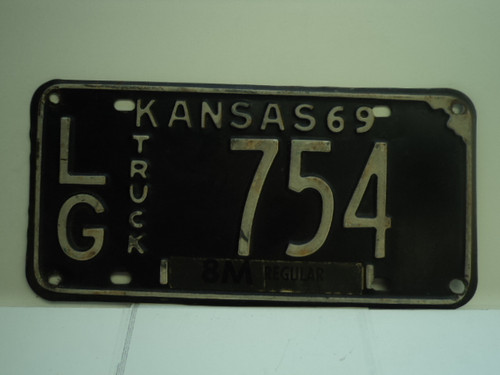 KANSAS 69
LG TRUCK 754
8M REGULAR